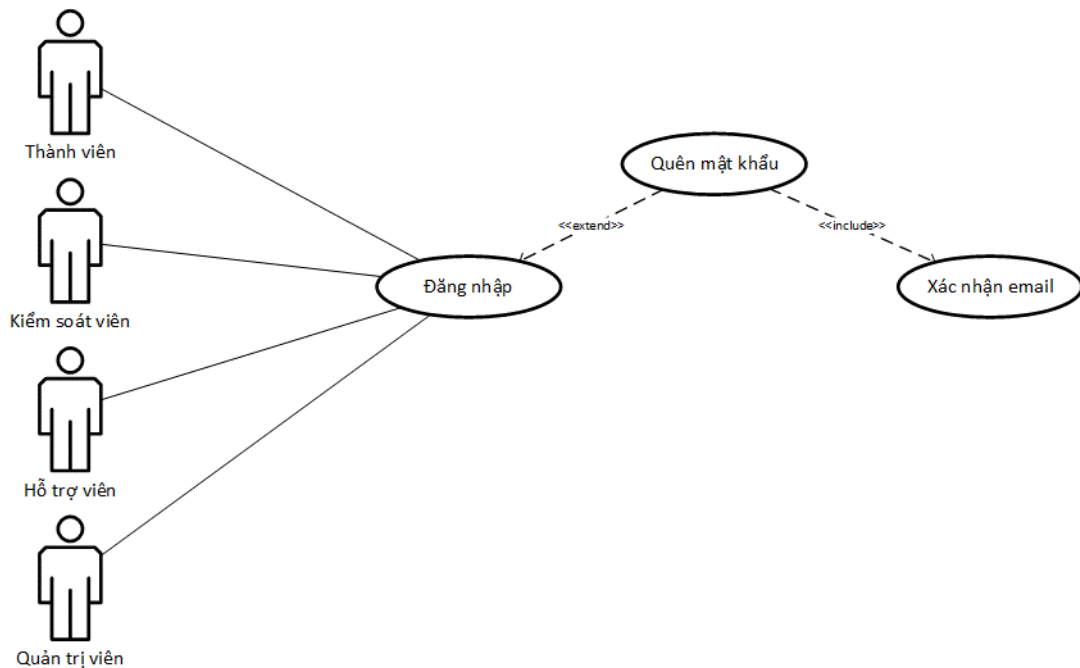 Thành viên
Quên mật khẩu
<<extend>>
<<include>>
Đăng nhập
Xác nhận email
Kiểm soát viên
Hỗ trợ viên
Quản trị viên